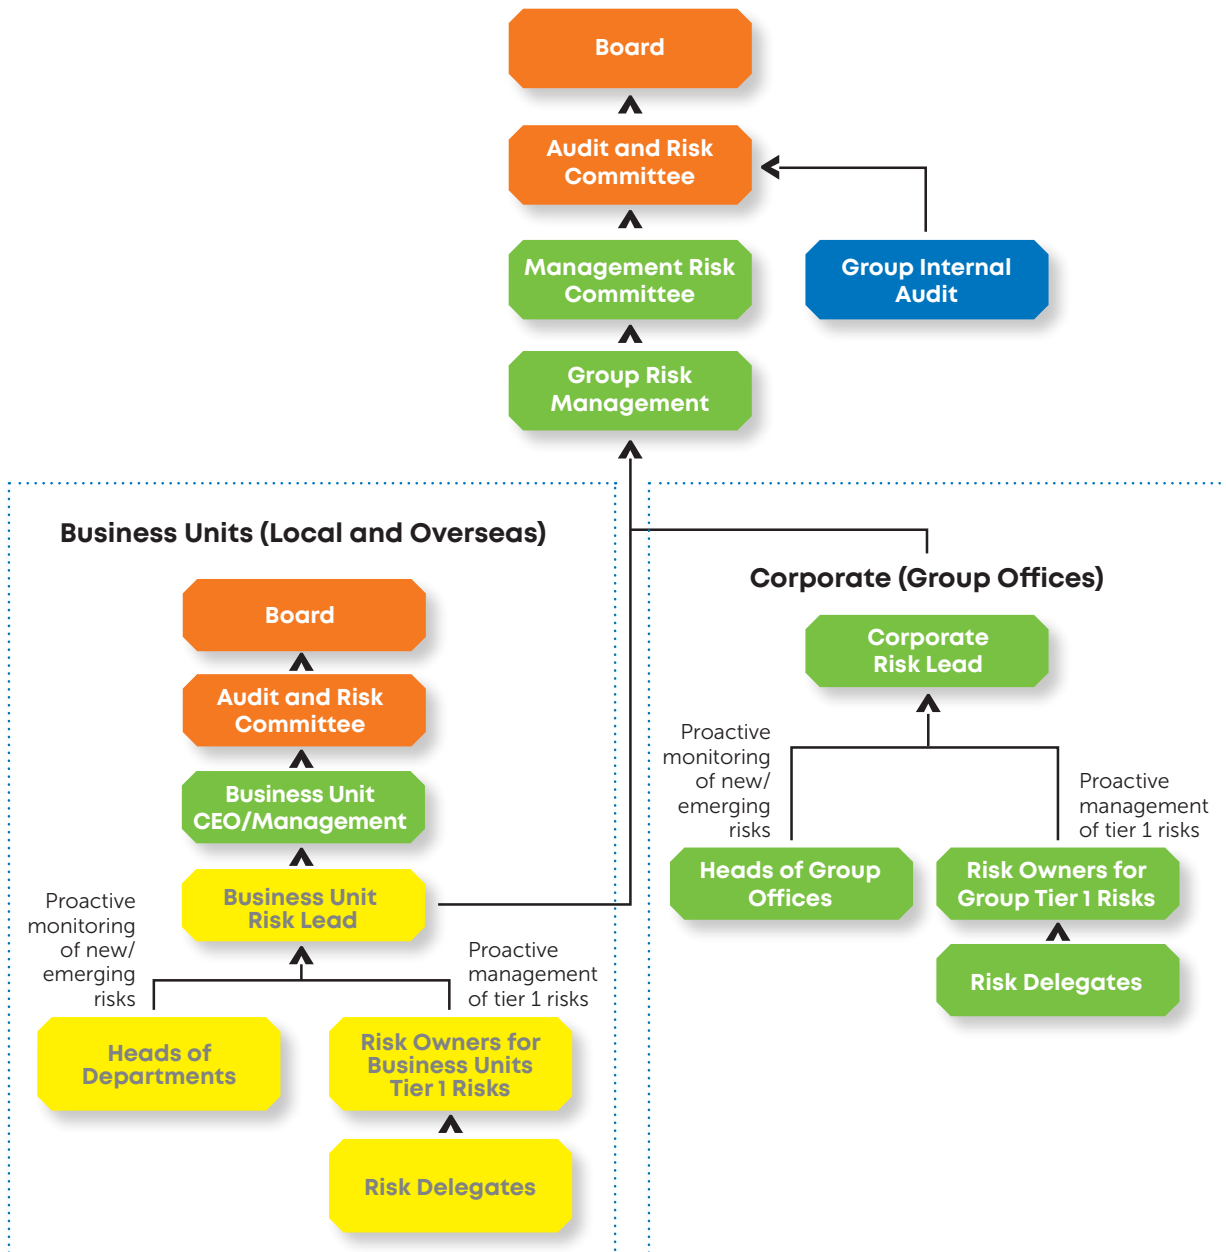 Board
Audit and Risk
Committee
Management Risk
Committee
Group Internal
Audit
Group Risk
Management
Business Units (Local and Overseas)
Board
Audit and Risk
Committee
Business Unit
CEO/Management
Business Unit
Risk Lead
Proactive
monitoring
of new/
emerging
risks
Proactive
management
of tier 1 risks
Heads of
Departments
Risk Owners for
Business Units
Tier 1 Risks
Risk Delegates
Corporate (Group Offices)
Corporate
Risk Lead
Proactive
monitoring
of new/
emerging
risks
Proactive
management
of tier 1 risks
Heads of Group
Offices
Risk Owners for
Group Tier 1 Risks
Risk Delegates